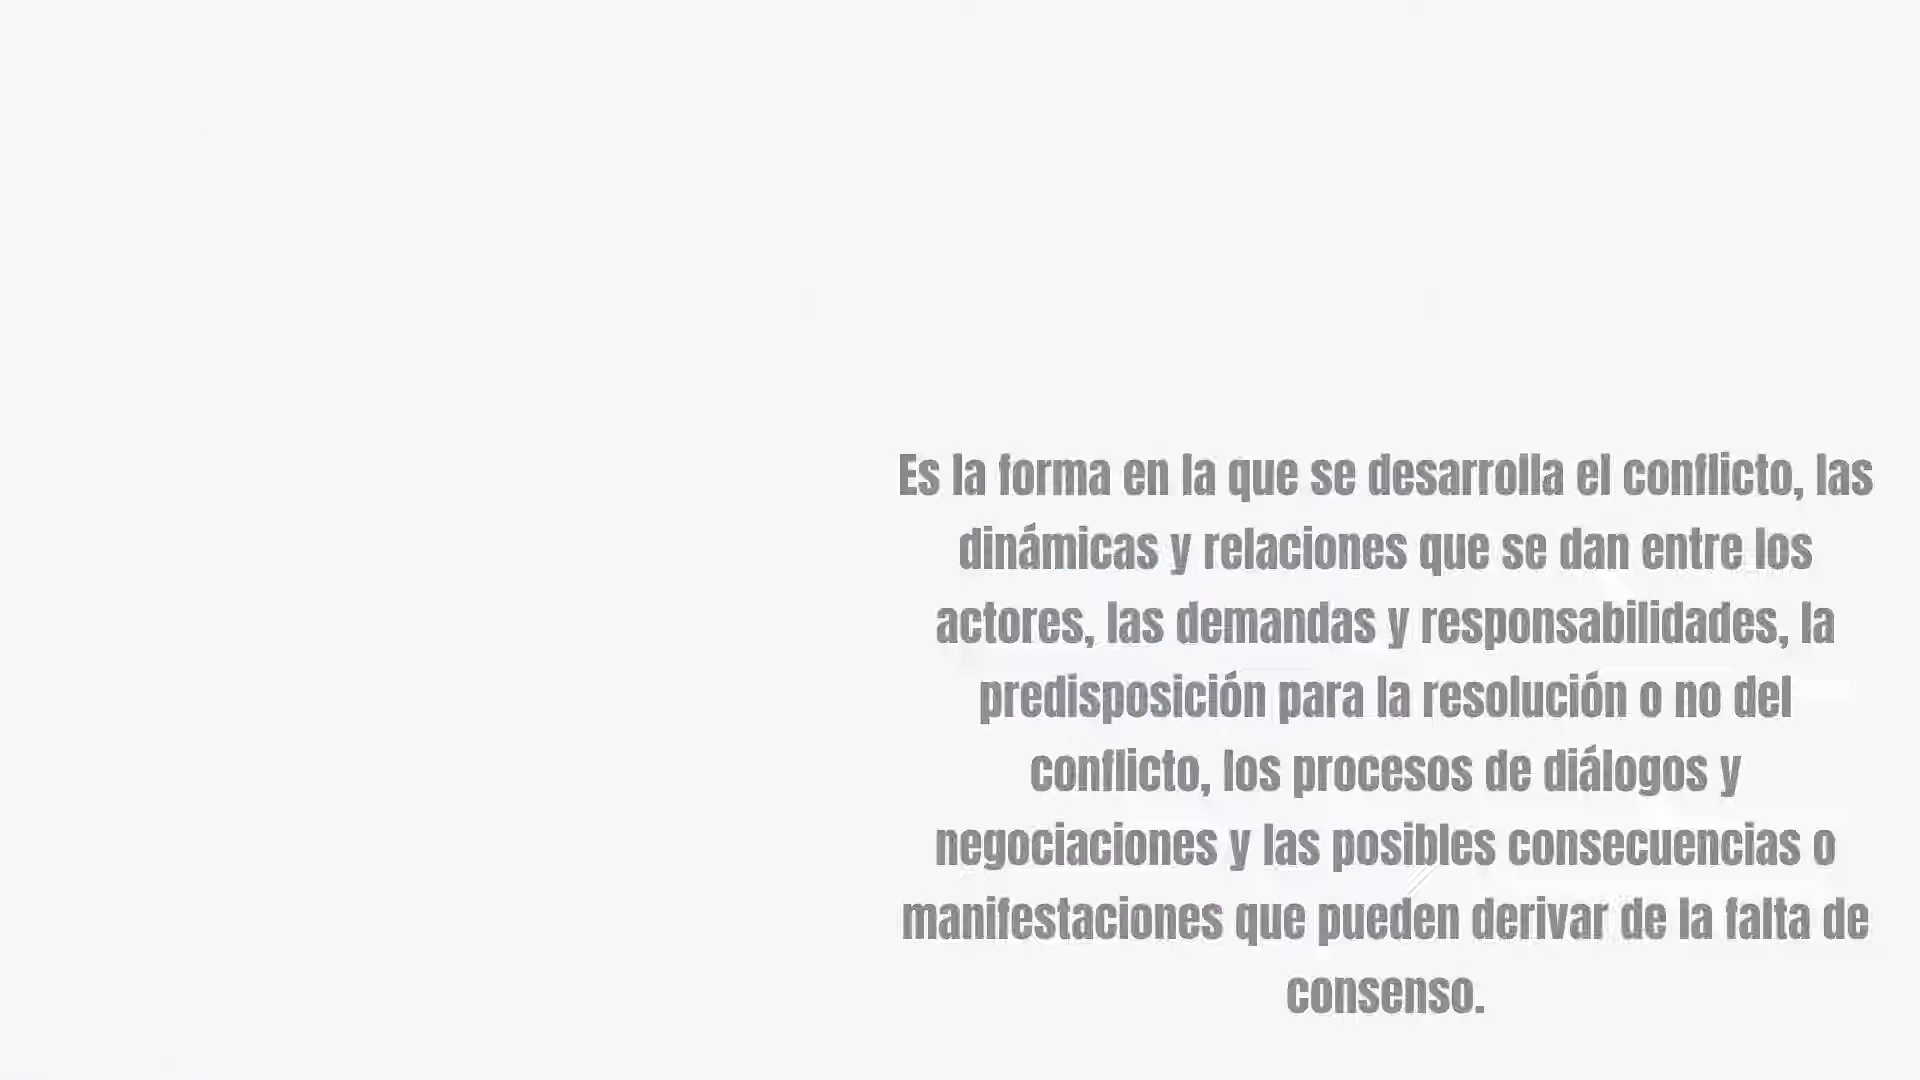 Es la forma en la que se desarrolla el conflicto, las
dinámicas y relaciones que se dan entre los
actores, las demandas y responsabilidades, la
predisposición para la resolución o no del
conflicto, los procesos de diálogos y
negociaciones y las posibles consecuencias o
manifestaciones que pueden derivar de la falta de
consenso.